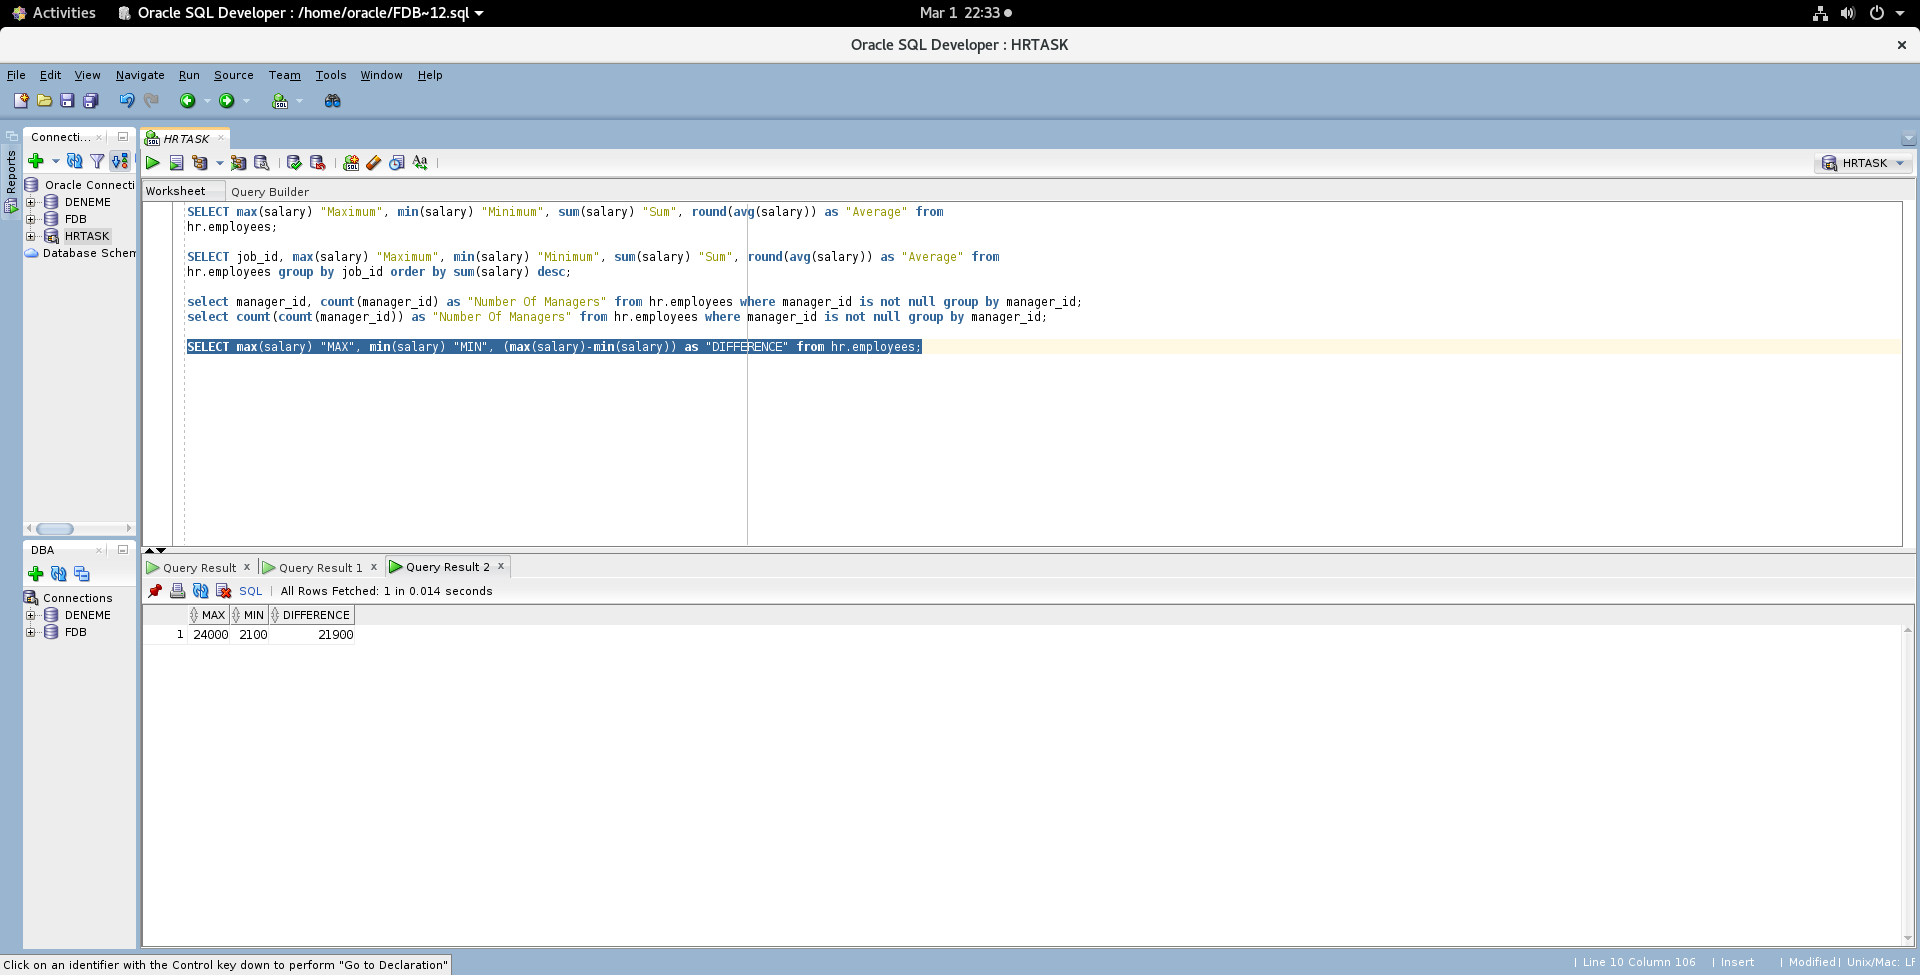 Activities
Oracle SQL Developer : /home/oracle/FDB~12.sql
Mar 1 22:33
Oracle SQL Developer : HRTASK
File Edit View Navigate Run Source Team Tools Window Help
Reports
Connecti...
Oracle Connecti
DENEME
FDB
HRTASK
Database Schem
DBA
Connections
DENEME
FDB
HRTASK
HRTASK
Worksheet
Query Builder
SELECT max(salary) "Maximum", min(salary) "Minimum", sum(salary) "Sum", round(avg(salary)) as "Average" from
hr.employees;
SELECT job_id, max(salary) "Maximum", min(salary) "Minimum", sum(salary) "Sum", round(avg(salary)) as "Average" from
hr.employees group by job_id order by sum(salary) desc;
select manager_id, count(manager_id) as "Number Of Managers" from hr.employees where manager_id is not null group by manager_id;
select count(count(manager_id)) as "Number Of Managers" from hr.employees where manager_id is not null group by manager_id;
SELECT max(salary) "MAX", min(salary) "MIN", (max(salary)-min(salary)) as "DIFFERENCE" from hr.employees;
Query Result x Query Result 1 x Query Result 2 x
SQL | All Rows Fetched: 1 in 0.014 seconds
MAX MIN DIFFERENCE
1 24000 2100 21900
Click on an identifier with the Control key down to perform "Go to Declaration"
| Line 10 Column 106 | Insert | Modified | Unix/Mac: LF